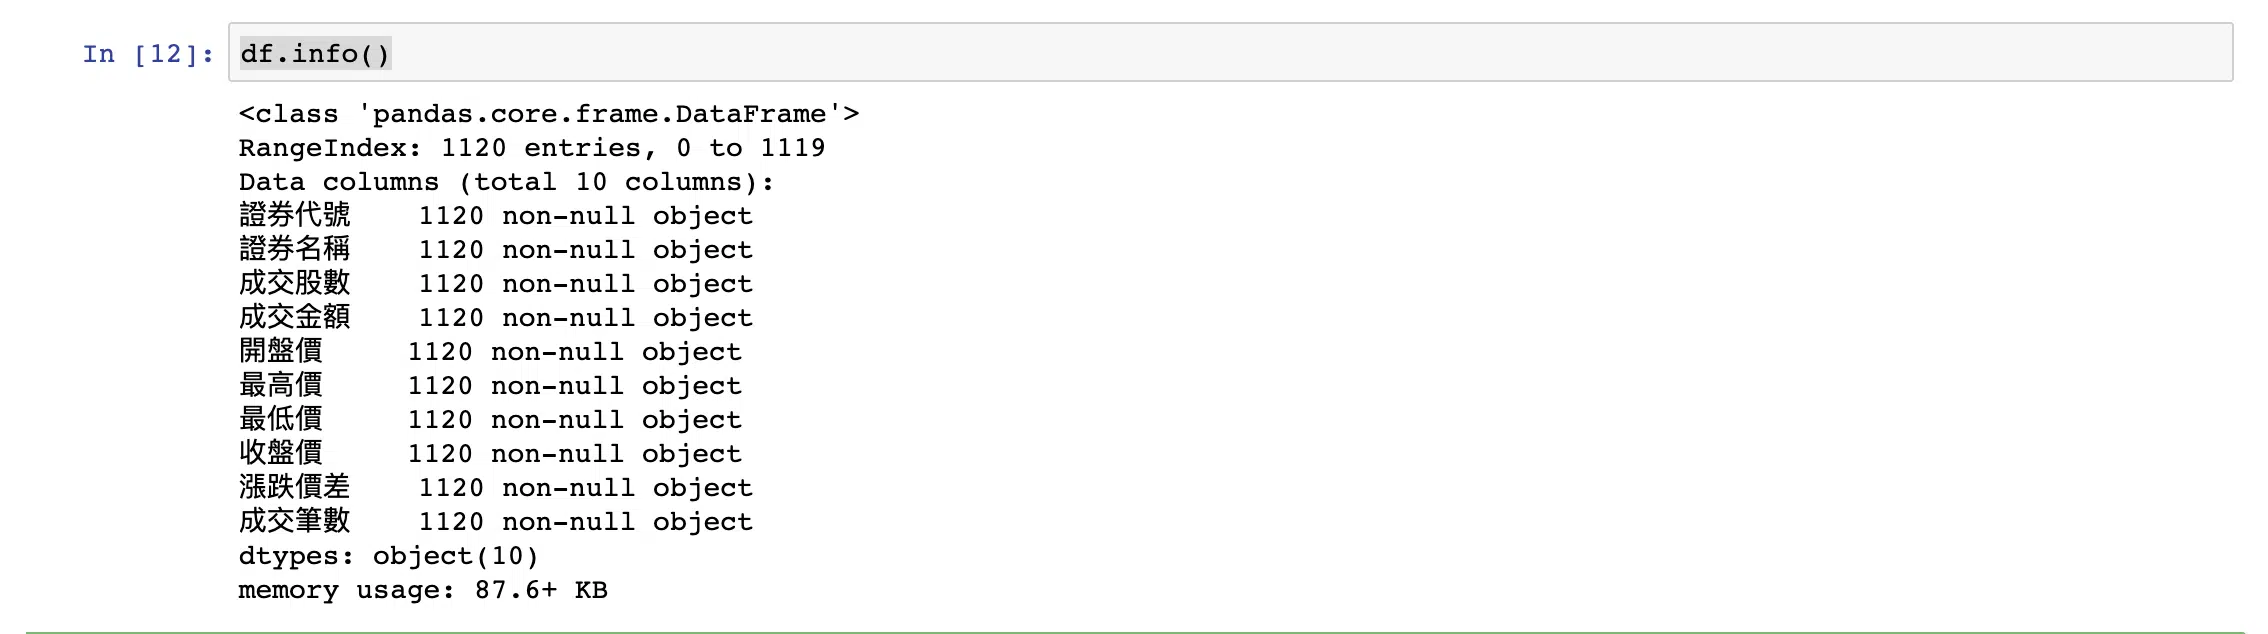 In [12]: df.info()
<class 'pandas.core.frame.DataFrame'>
RangeIndex: 1120 entries, 0 to 1119
Data columns (total 10 columns):
證券代號    1120 non-null object
證券名稱    1120 non-null object
成交股數    1120 non-null object
成交金額    1120 non-null object
開盤價     1120 non-null object
最高價     1120 non-null object
最低價     1120 non-null object
收盤價     1120 non-null object
漲跌價差    1120 non-null object
成交筆數    1120 non-null object
dtypes: object(10)
memory usage: 87.6+ KB